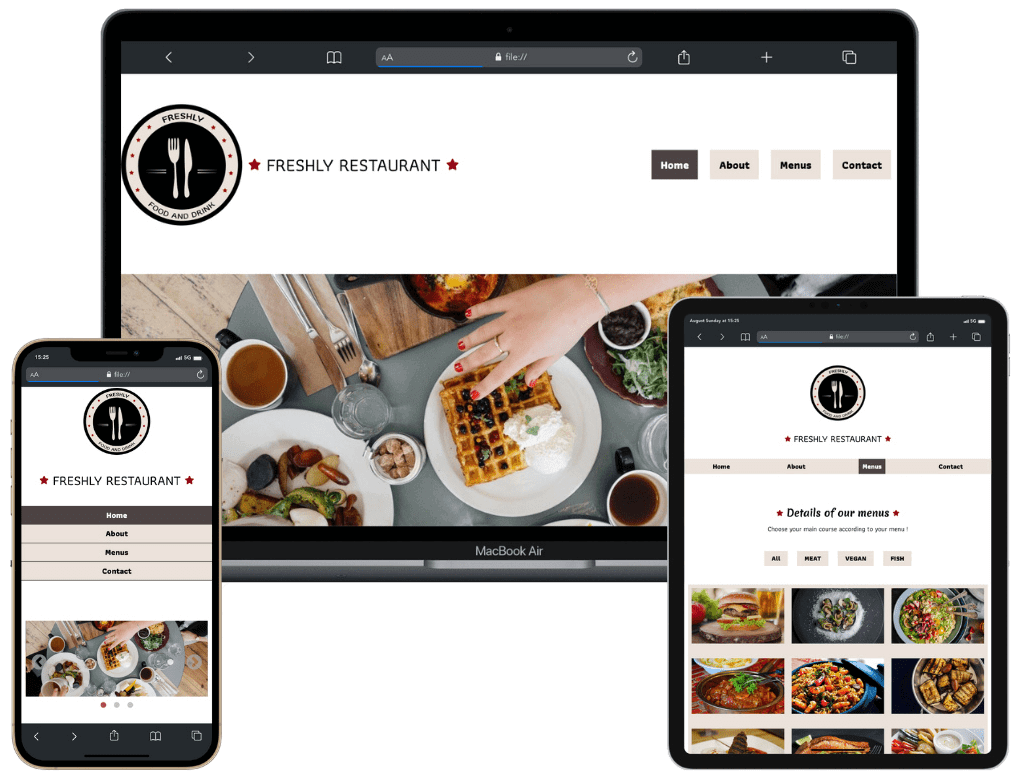 AA file://
FRESHLY
FOOD AND DRINK
FRESHLY RESTAURANT
Home About Menus Contact
MacBook Air
15:25 5G
AA file://
FRESHLY
FOOD AND DRINK
FRESHLY RESTAURANT
Home
About
Menus
Contact
August Sunday at 15:25 5G
AA file://
FRESHLY
FOOD AND DRINK
FRESHLY RESTAURANT
Home About Menus Contact
Details of our menus
Choose your main course according to your menu !
All MEAT VEGAN FISH